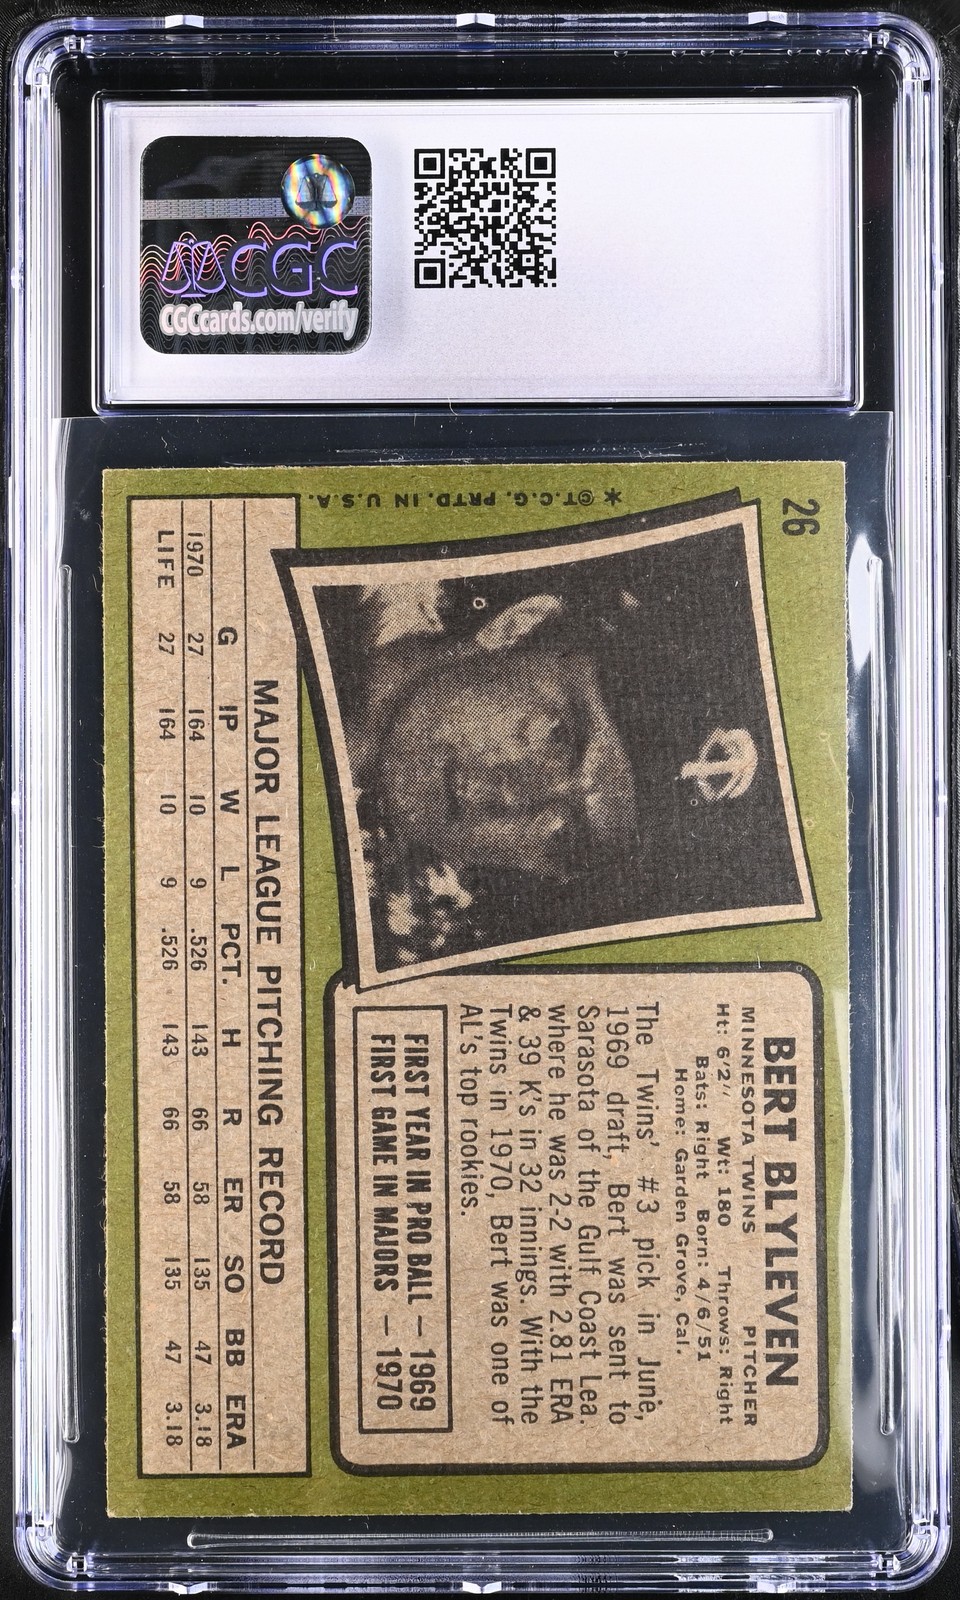 CGC
CGCcards.com/verify
26
*©T.C.G. PRTD. IN U.S.A.
BERT BLYLEVEN
MINNESOTA TWINS PITCHER
Ht: 6'2" Wt: 180 Throws: Right
Bats: Right Born: 4/6/51
Home: Garden Grove, Cal.
The Twins' #3 pick in June,
1969 draft, Bert was sent to
Sarasota of the Gulf Coast Lea.
where he was 2-2 with 2.81 ERA
& 39 K's in 32 innings. With the
Twins in 1970, Bert was one of
AL's top rookies.
FIRST YEAR IN PRO BALL — 1969
FIRST GAME IN MAJORS — 1970
MAJOR LEAGUE PITCHING RECORD
G IP W L PCT. H R ER SO BB ERA
1970 27 164 10 9 .526 143 66 58 135 47 3.18
LIFE 27 164 10 9 .526 143 66 58 135 47 3.18